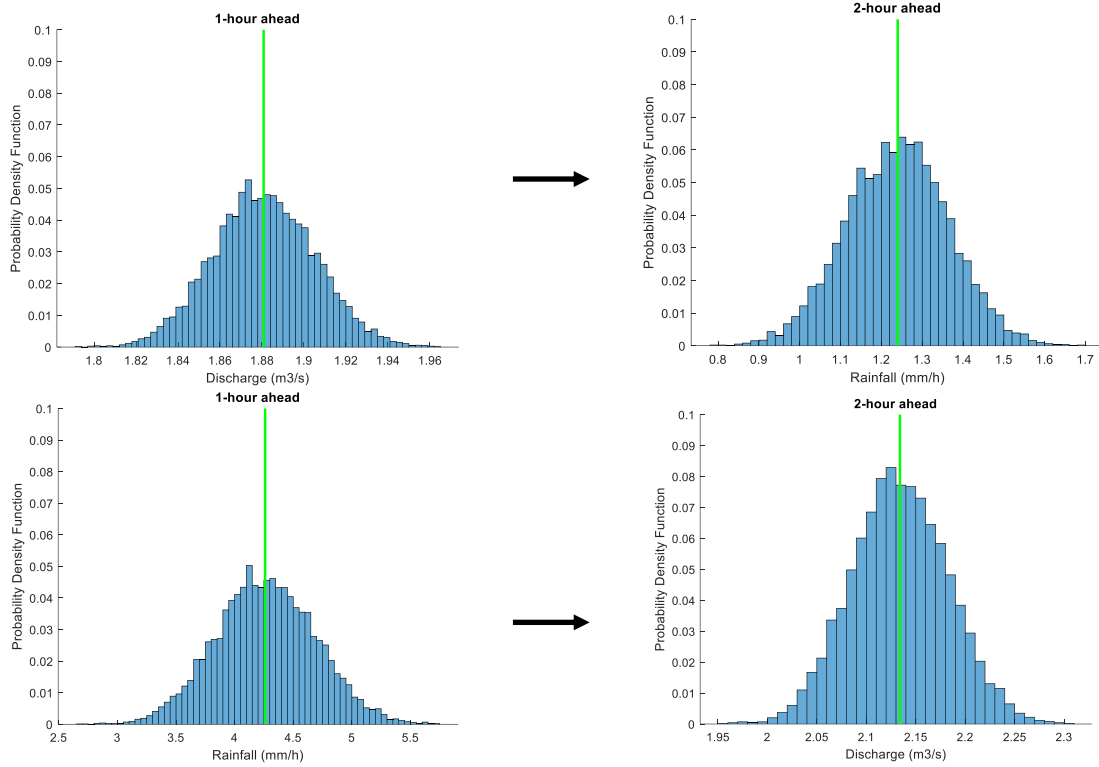 1-hour ahead
0.1
0.09
0.08
0.07
0.06
0.05
0.04
0.03
0.02
0.01
0
Probability Density Function
1.8 1.82 1.84 1.86 1.88 1.9 1.92 1.94 1.96
Discharge (m3/s)
2-hour ahead
0.1
0.09
0.08
0.07
0.06
0.05
0.04
0.03
0.02
0.01
0
Probability Density Function
0.8 0.9 1 1.1 1.2 1.3 1.4 1.5 1.6 1.7
Rainfall (mm/h)
1-hour ahead
0.1
0.09
0.08
0.07
0.06
0.05
0.04
0.03
0.02
0.01
0
Probability Density Function
2.5 3 3.5 4 4.5 5 5.5
Rainfall (mm/h)
2-hour ahead
0.1
0.09
0.08
0.07
0.06
0.05
0.04
0.03
0.02
0.01
0
Probability Density Function
1.95 2 2.05 2.1 2.15 2.2 2.25 2.3
Discharge (m3/s)